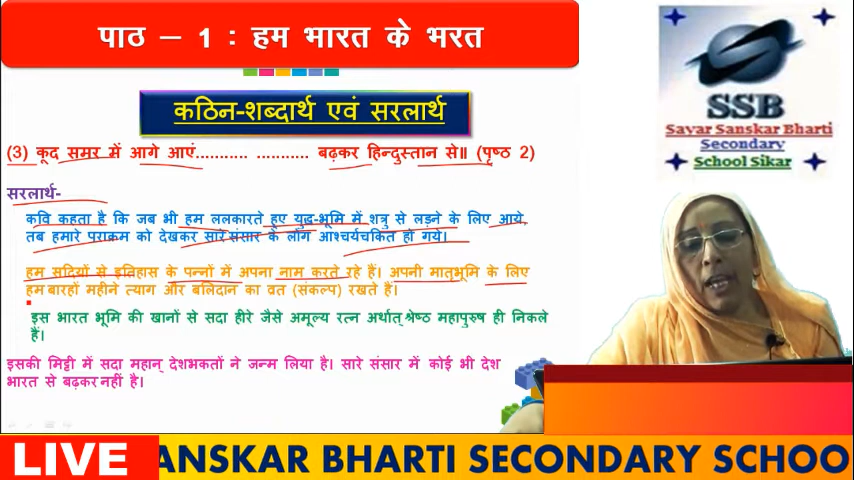 पाठ – 1 : हम भारत के भरत
कठिन-शब्दार्थ एवं सरलार्थ
(3) कूद समर में आगे आएं........... ........... बढ़कर हिन्दुस्तान से॥ (पृष्ठ 2)
सरलार्थ-
कवि कहता है कि जब भी हम ललकारते हुए युद्ध-भूमि में शत्रु से लड़ने के लिए आये,
तब हमारे पराक्रम को देखकर सारे संसार के लोग आश्चर्यचकित हो गये।
हम सदियों से इतिहास के पन्नों में अपना नाम करते रहे हैं। अपनी मातृभूमि के लिए
हम बारहों महीने त्याग और बलिदान का व्रत (संकल्प) रखते हैं।
इस भारत भूमि की खानों से सदा हीरे जैसे अमूल्य रत्न अर्थात् श्रेष्ठ महापुरुष ही निकले
हैं।
इसकी मिट्टी में सदा महान् देशभक्तों ने जन्म लिया है। सारे संसार में कोई भी देश
भारत से बढ़कर नहीं है।
SSB
Savar Sanskar Bharti
Secondary
School Sikar
LIVE
ANSKAR BHARTI SECONDARY SCHOO